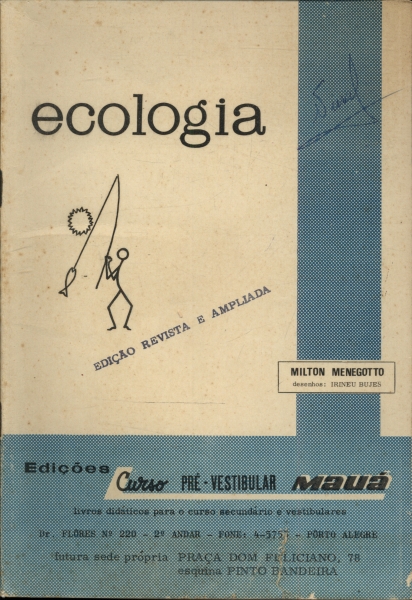 ecologia
EDIÇÃO REVISTA E AMPLIADA
MILTON MENEGOTTO
desenhos: IRINEU BUJES
Edições Curso PRÉ-VESTIBULAR MAUÁ
livros didáticos para o curso secundário e vestibulares
Dr. FLÔRES Nº 220 - 2º ANDAR - FONE: 4-575 - PÔRTO ALEGRE
futura sede própria PRAÇA DOM FELICIANO, 78
esquina PINTO BANDEIRA